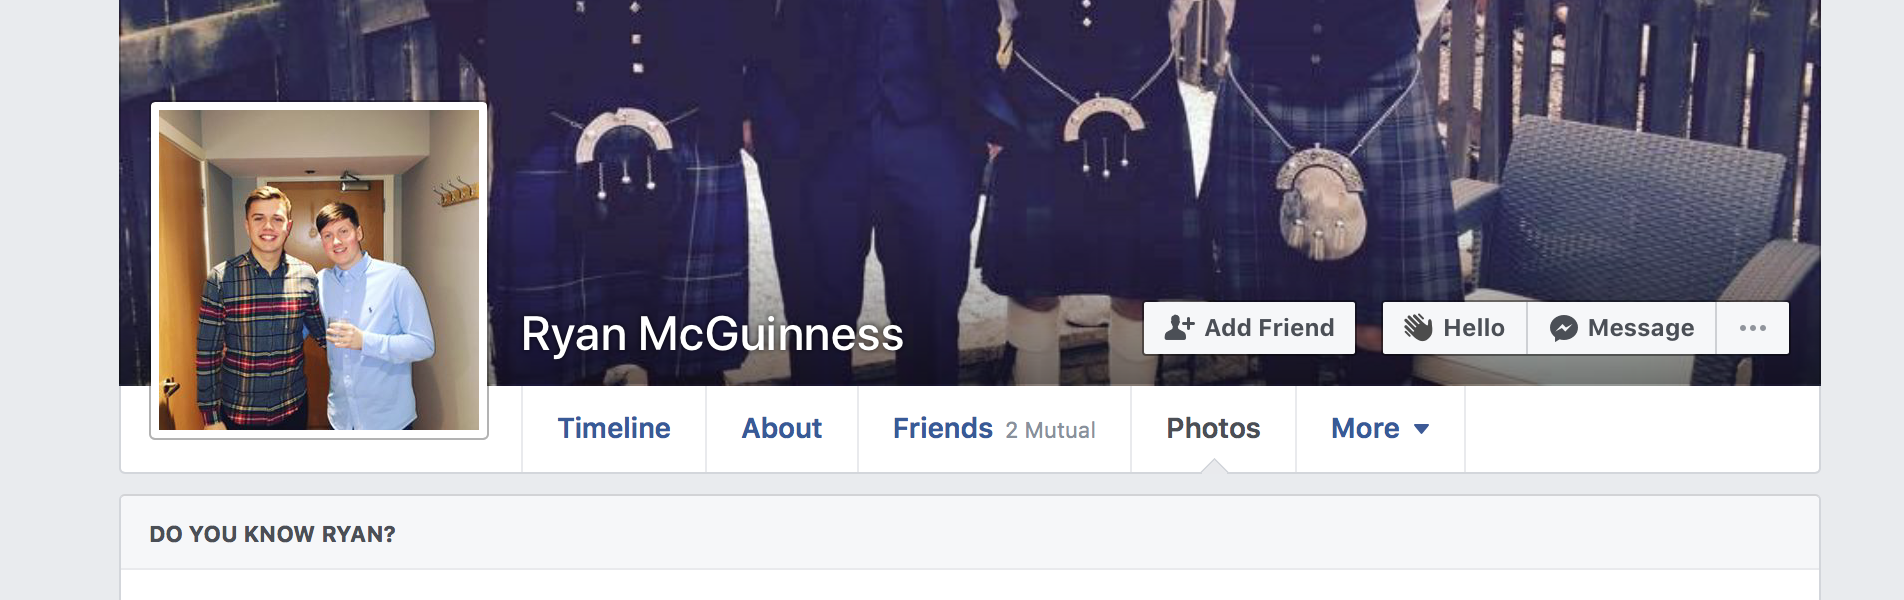 Ryan McGuinness
Add Friend
Hello
Message
Timeline
About
Friends 2 Mutual
Photos
More
DO YOU KNOW RYAN?